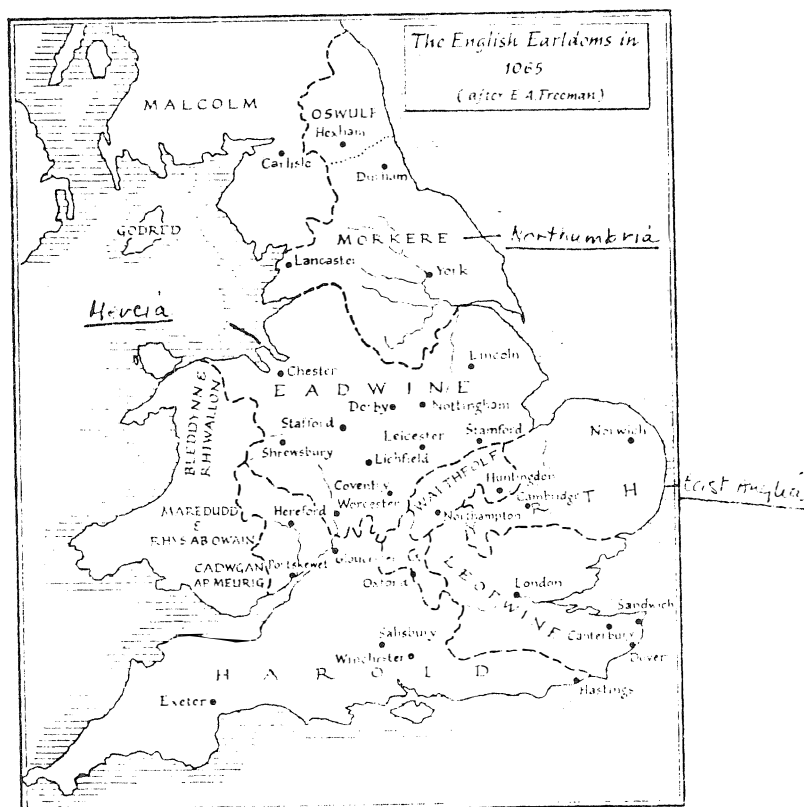 The English Earldoms in
1065
(after E. A. Freeman)
MALCOLM
OSWULF
Hexham
Carlisle
Durham
GODRED
MORKERE
Northumbria
Lancaster
York
Mercia
Chester
Lincoln
EADWINE
BLEDDYNN E
RHIWALLON
Derby
Nottingham
Stafford
Leicester
Stamford
Norwich
Shrewsbury
Lichfield
WALTHEOLF
Huntingdon
East Anglia
Coventry
Worcester
Cambridge
Northampton
R T H
MAREDUDD
&
RHYS AB OWAIN
Hereford
CADWGAN
AP MEURIG
Portskewet
Gloucester
Oxford
LEOFWINE
London
Sandwich
Canterbury
Dover
Salisbury
Winchester
HAROLD
Hastings
Exeter